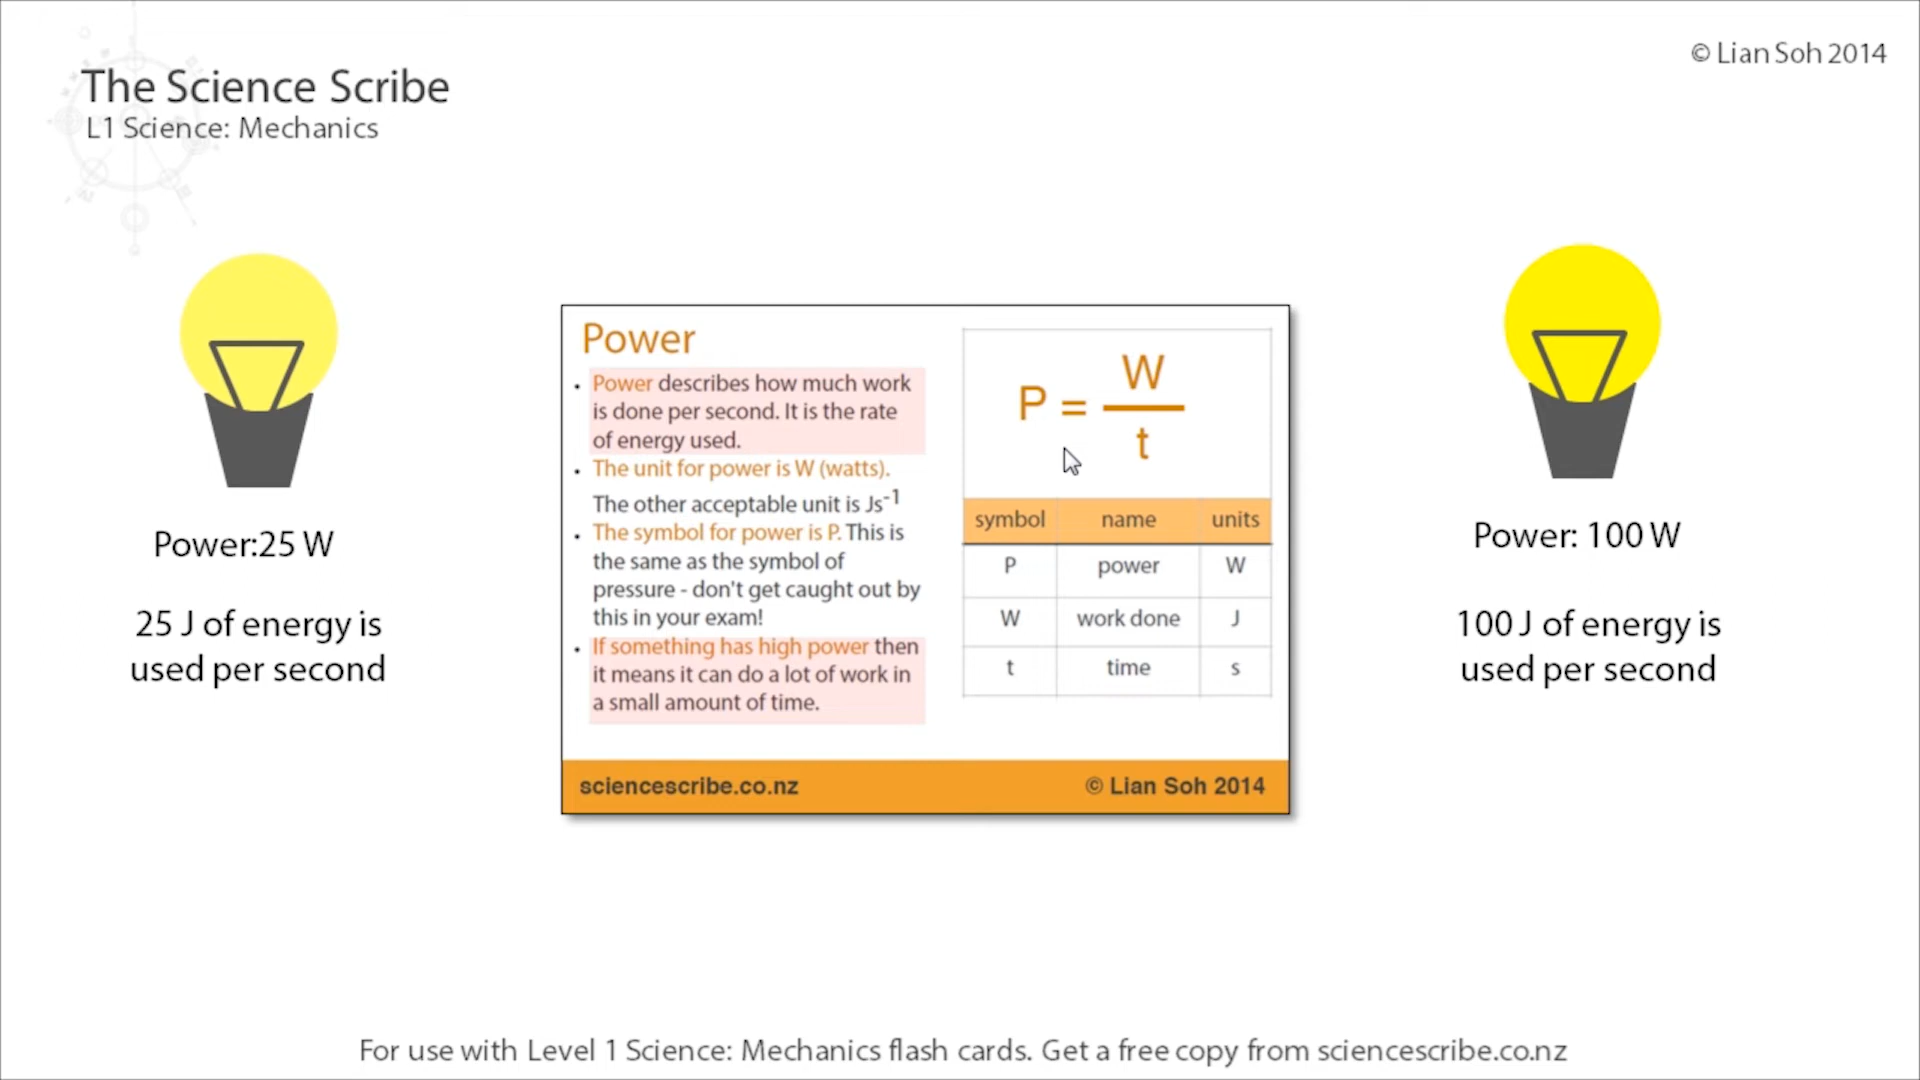 The Science Scribe
L1 Science: Mechanics
© Lian Soh 2014
Power:25 W
25 J of energy is
used per second
Power
• Power describes how much work
is done per second. It is the rate
of energy used.
• The unit for power is W (watts).
The other acceptable unit is Js⁻¹
• The symbol for power is P. This is
the same as the symbol of
pressure - don't get caught out by
this in your exam!
• If something has high power then
it means it can do a lot of work in
a small amount of time.
P = W
t
symbol name units
P power W
W work done J
t time s
sciencescribe.co.nz © Lian Soh 2014
Power: 100 W
100 J of energy is
used per second
For use with Level 1 Science: Mechanics flash cards. Get a free copy from sciencescribe.co.nz